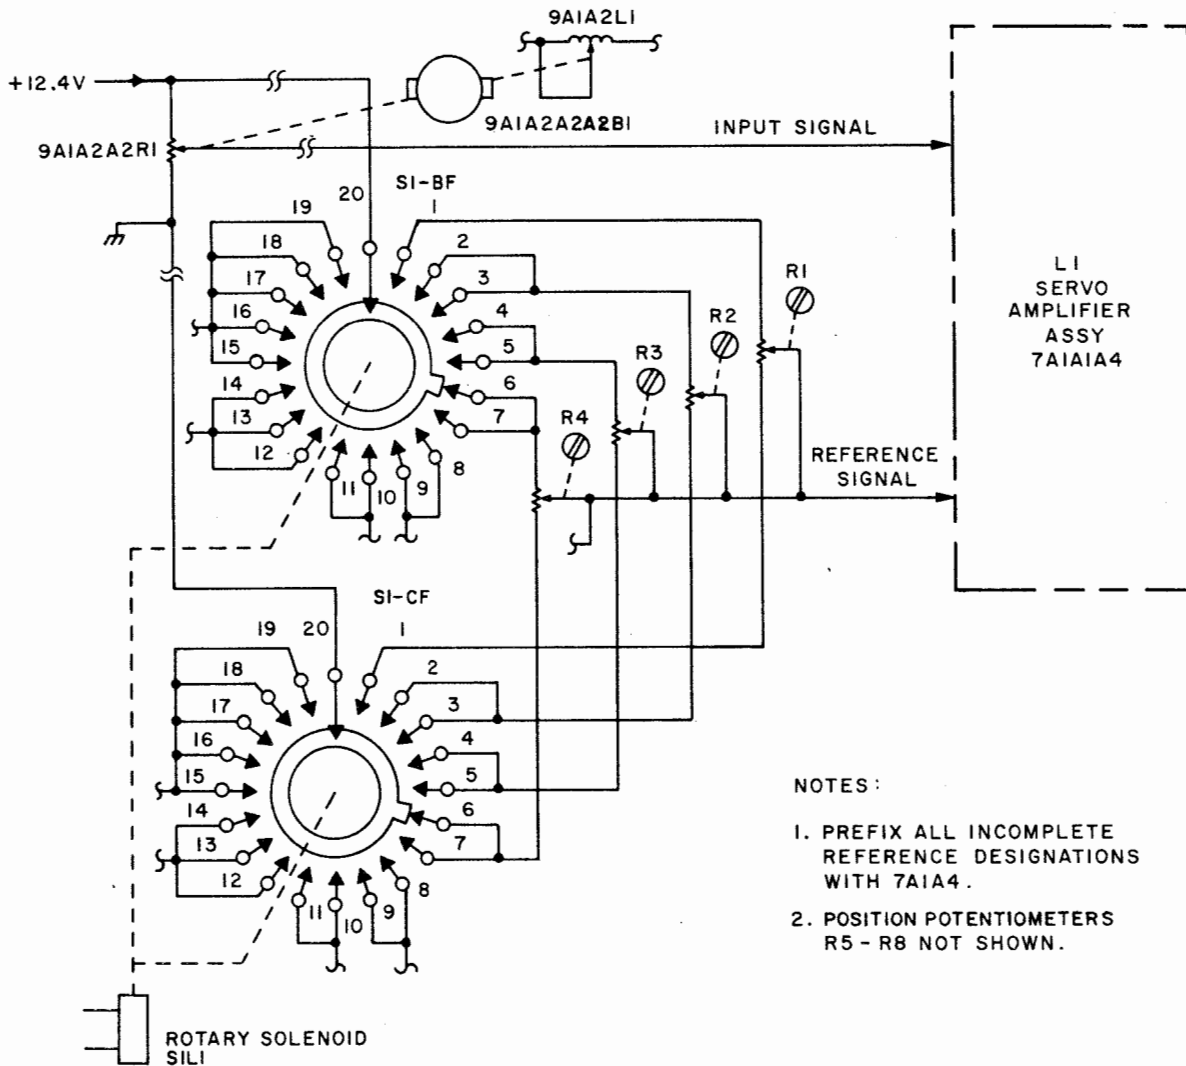 9A1A2L1
+12.4V
9A1A2A2A2B1
INPUT SIGNAL
9A1A2A2R1
S1-BF
20
1
19
2
18
3
17
4
16
5
15
6
14
7
13
8
12
11
10
9
R1
R2
R3
R4
L1
SERVO
AMPLIFIER
ASSY
7A1A1A4
REFERENCE
SIGNAL
S1-CF
20
1
19
2
18
3
17
4
16
5
15
6
14
7
13
8
12
11
10
9
NOTES:
1. PREFIX ALL INCOMPLETE
REFERENCE DESIGNATIONS
WITH 7A1A4.
2. POSITION POTENTIOMETERS
R5-R8 NOT SHOWN.
ROTARY SOLENOID
S1L1